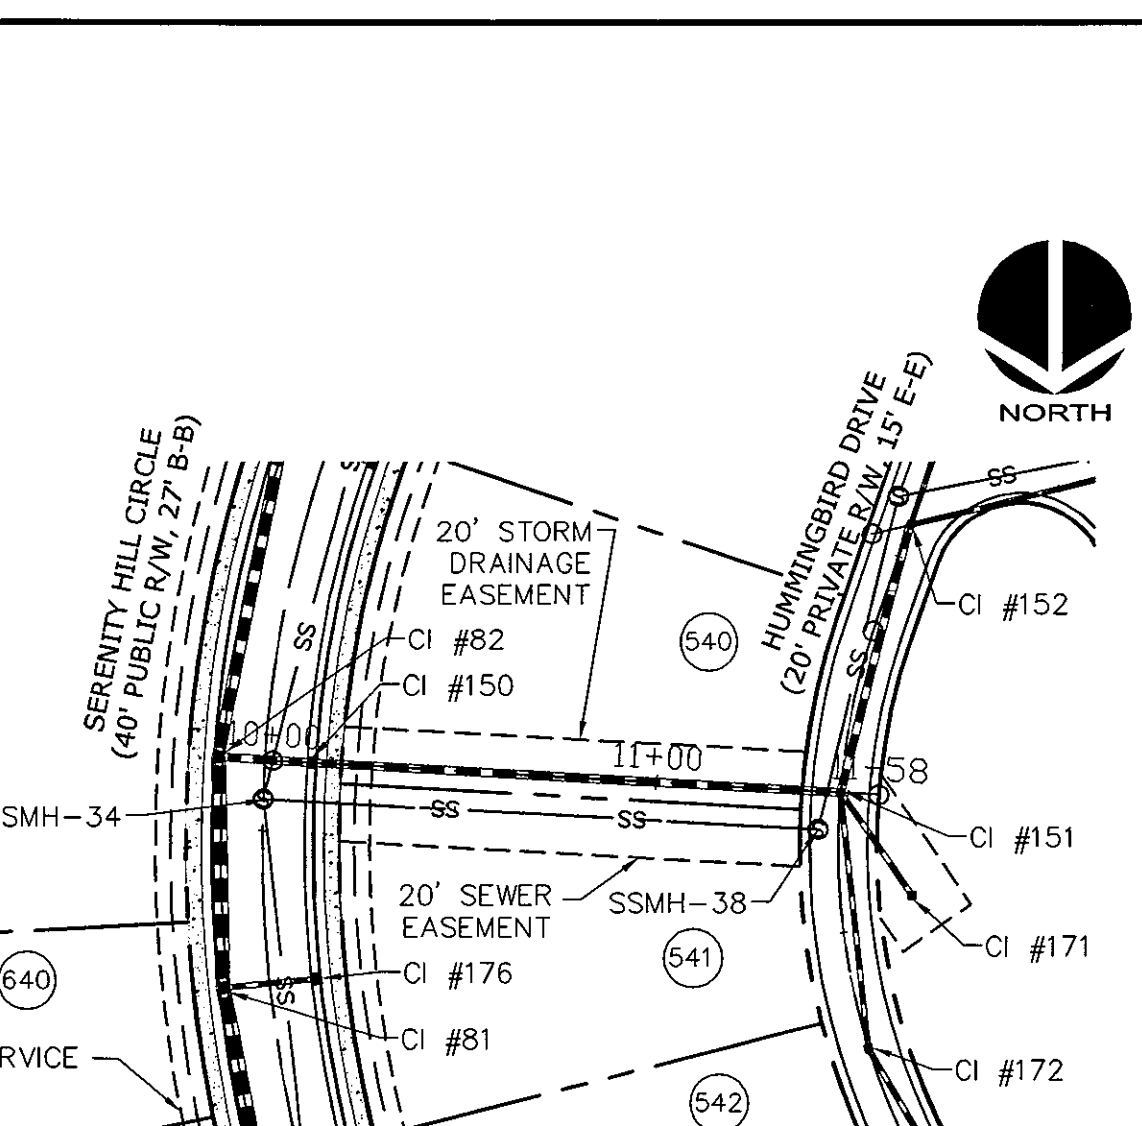 NORTH
SERENITY HILL CIRCLE
(40' PUBLIC R/W, 27' B-B)
HUMMINGBIRD DRIVE
(20' PRIVATE R/W, 15' E-E)
SS
SS
20' STORM
DRAINAGE
EASEMENT
CI #152
SS
CI #82
540
SS
CI #150
10+00
11+00
+58
SMH-34
SS
SS
CI #151
20' SEWER
EASEMENT
SSMH-38
CI #171
541
640
CI #176
SS
CI #81
RVICE
CI #172
542